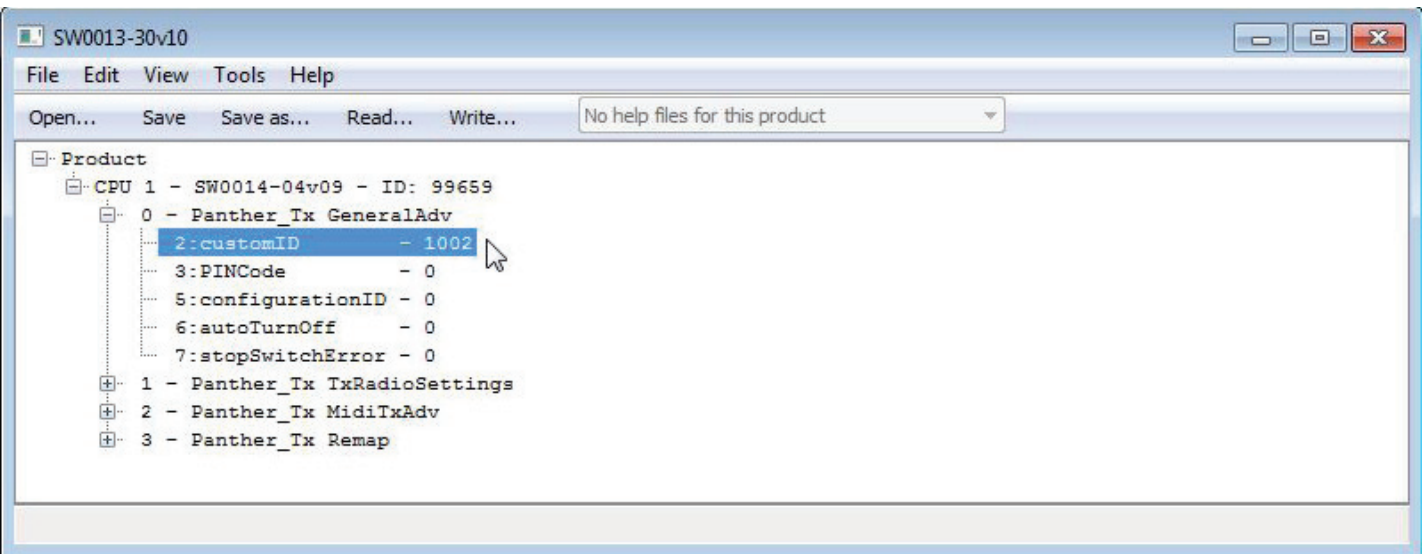 SW0013-30v10
File Edit View Tools Help
Open... Save Save as... Read... Write... No help files for this product
Product
CPU 1 - SW0014-04v09 - ID: 99659
0 - Panther_Tx GeneralAdv
2:customID - 1002
3:PINCode - 0
5:configurationID - 0
6:autoTurnOff - 0
7:stopSwitchError - 0
1 - Panther_Tx TxRadioSettings
2 - Panther_Tx MidiTxAdv
3 - Panther_Tx Remap